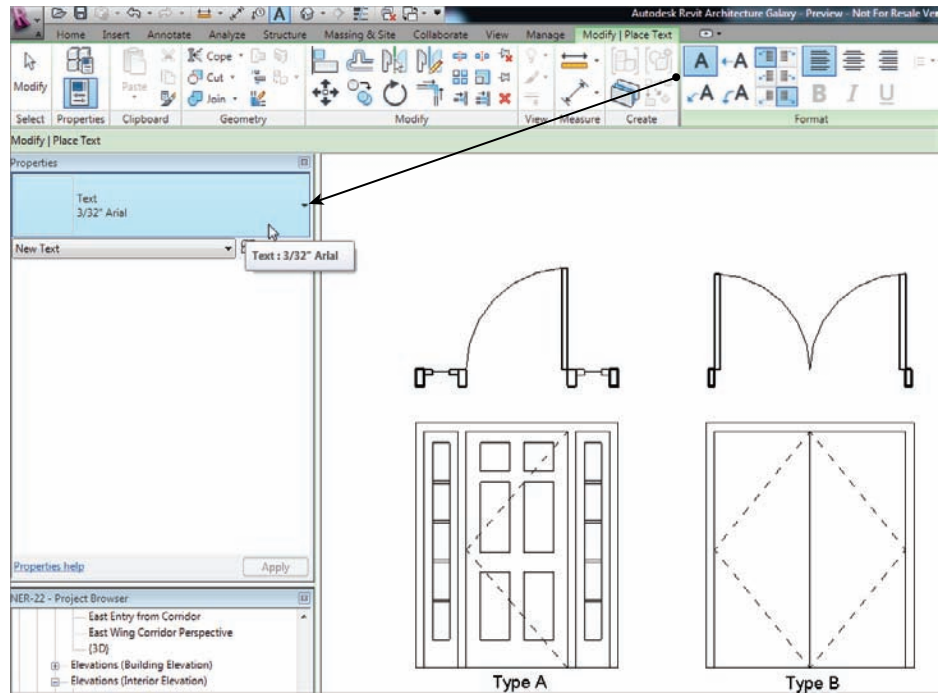 Autodesk Revit Architecture Galaxy - Preview - Not For Resale Ver
Home Insert Annotate Analyze Structure Massing & Site Collaborate View Manage Modify | Place Text
Modify
Paste
Cope
Cut
Join
A A
A A B I U
Select Properties Clipboard Geometry Modify View Measure Create Format
Modify | Place Text
Properties
Text
3/32" Arial
New Text
Text : 3/32" Arial
Properties help Apply
NER-22 - Project Browser
East Entry from Corridor
East Wing Corridor Perspective
{3D}
Elevations (Building Elevation)
Elevations (Interior Elevation)
Type A Type B